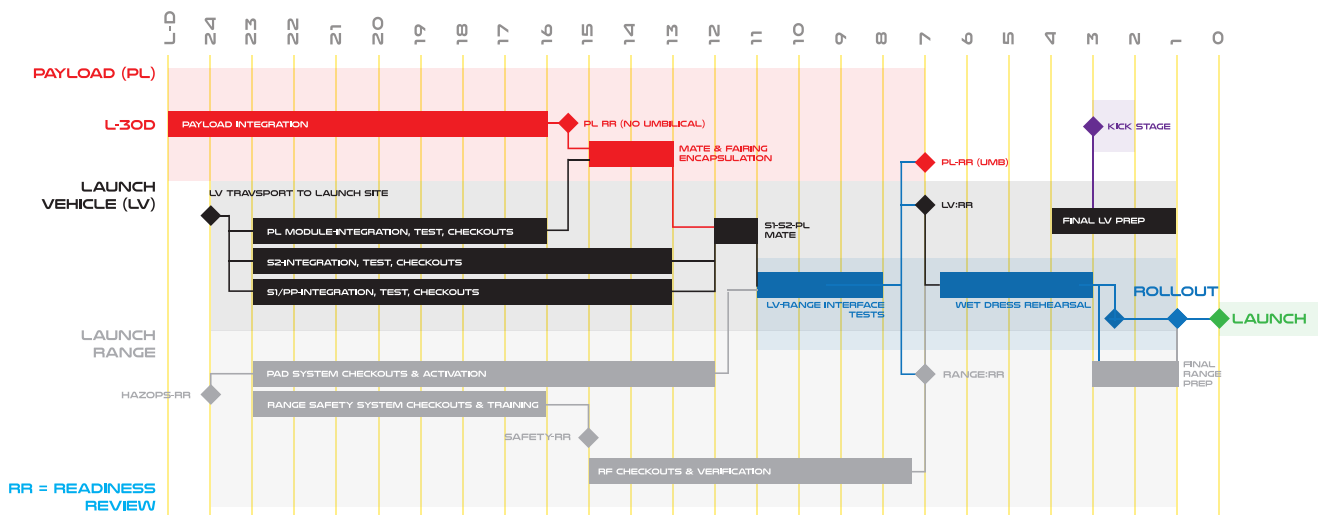 L-D 24 23 22 21 20 19 18 17 16 15 14 13 12 11 10 9 8 7 6 5 4 3 2 1 0
PAYLOAD (PL)
L-30D
PAYLOAD INTEGRATION
PL RR (NO UMBILICAL)
KICK STAGE
MATE & FAIRING
ENCAPSULATION
PL-RR (UMB)
LAUNCH
VEHICLE (LV)
LV TRAVSPORT TO LAUNCH SITE
LV:RR
FINAL LV PREP
PL MODULE-INTEGRATION, TEST, CHECKOUTS
S1-S2-PL
MATE
S2-INTEGRATION, TEST, CHECKOUTS
S1/PP-INTEGRATION, TEST, CHECKOUTS
LV-RANGE INTERFACE
TESTS
WET DRESS REHEARSAL
ROLLOUT
LAUNCH
LAUNCH
RANGE
PAD SYSTEM CHECKOUTS & ACTIVATION
RANGE:RR
FINAL
RANGE
PREP
HAZOPS-RR
RANGE SAFETY SYSTEM CHECKOUTS & TRAINING
SAFETY-RR
RF CHECKOUTS & VERIFICATION
RR = READINESS
REVIEW